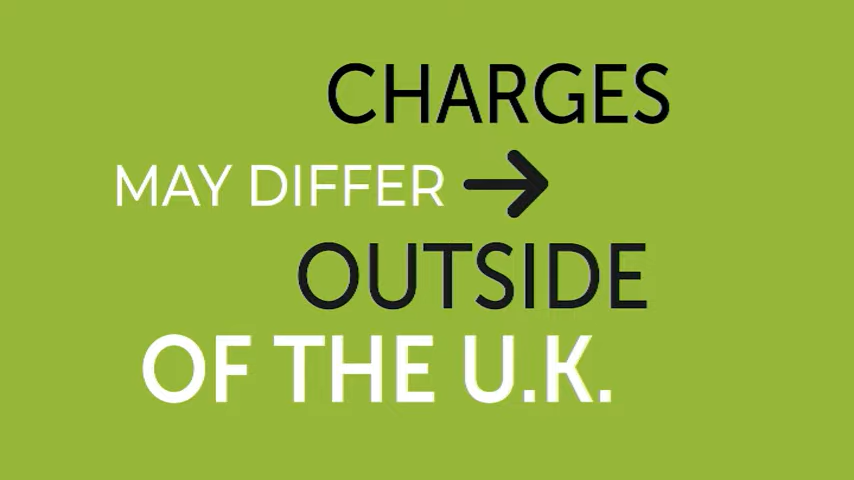 CHARGES
MAY DIFFER →
OUTSIDE
OF THE U.K.